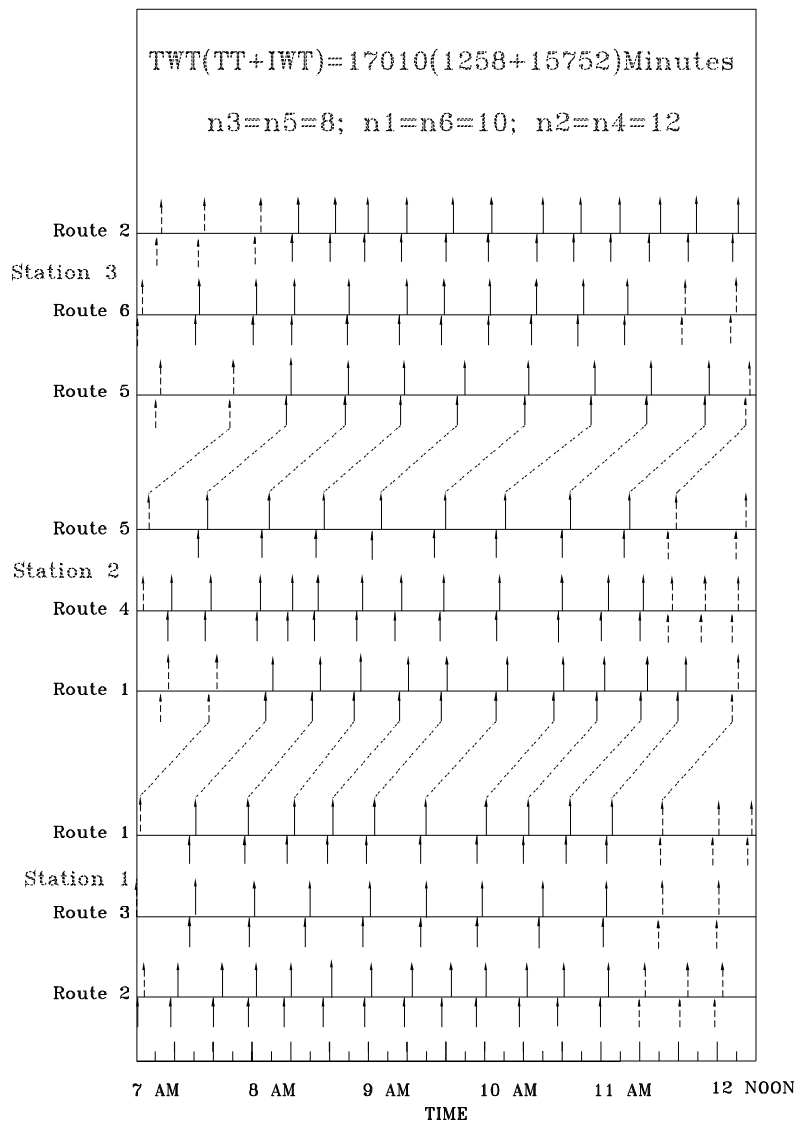 TWT(TT+IWT)=17010(1258+15752)Minutes
n3=n5=8; n1=n6=10; n2=n4=12
Route 2
Station 3
Route 6
Route 5
Route 5
Station 2
Route 4
Route 1
Route 1
Station 1
Route 3
Route 2
7 AM 8 AM 9 AM 10 AM 11 AM 12 NOON
TIME